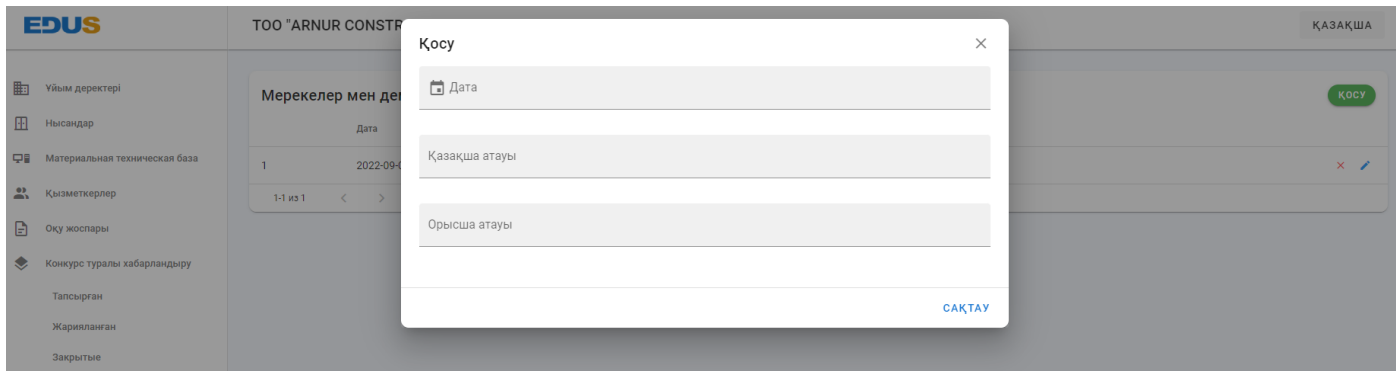 EDUS
ТОО "ARNUR CONSTR
ҚАЗАҚША
Ұйым деректері
Нысандар
Материальная техническая база
Қызметкерлер
Оқу жоспары
Конкурс туралы хабарландыру
Тапсырған
Жарияланған
Закрытые
Мерекелер мен де
ҚОСУ
Дата
1 2022-09-0
1-1 из 1
Қосу
Дата
Қазақша атауы
Орысша атауы
САҚТАУ